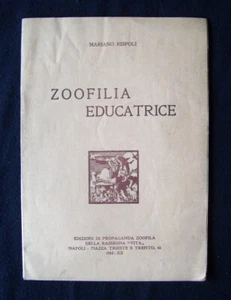 MARIANO RISPOLI
ZOOFILIA
EDUCATRICE
EDIZIONI DI PROPAGANDA ZOOFILA
DELLA RASSEGNA "VITA"
NAPOLI - PIAZZA TRIESTE E TRENTO,